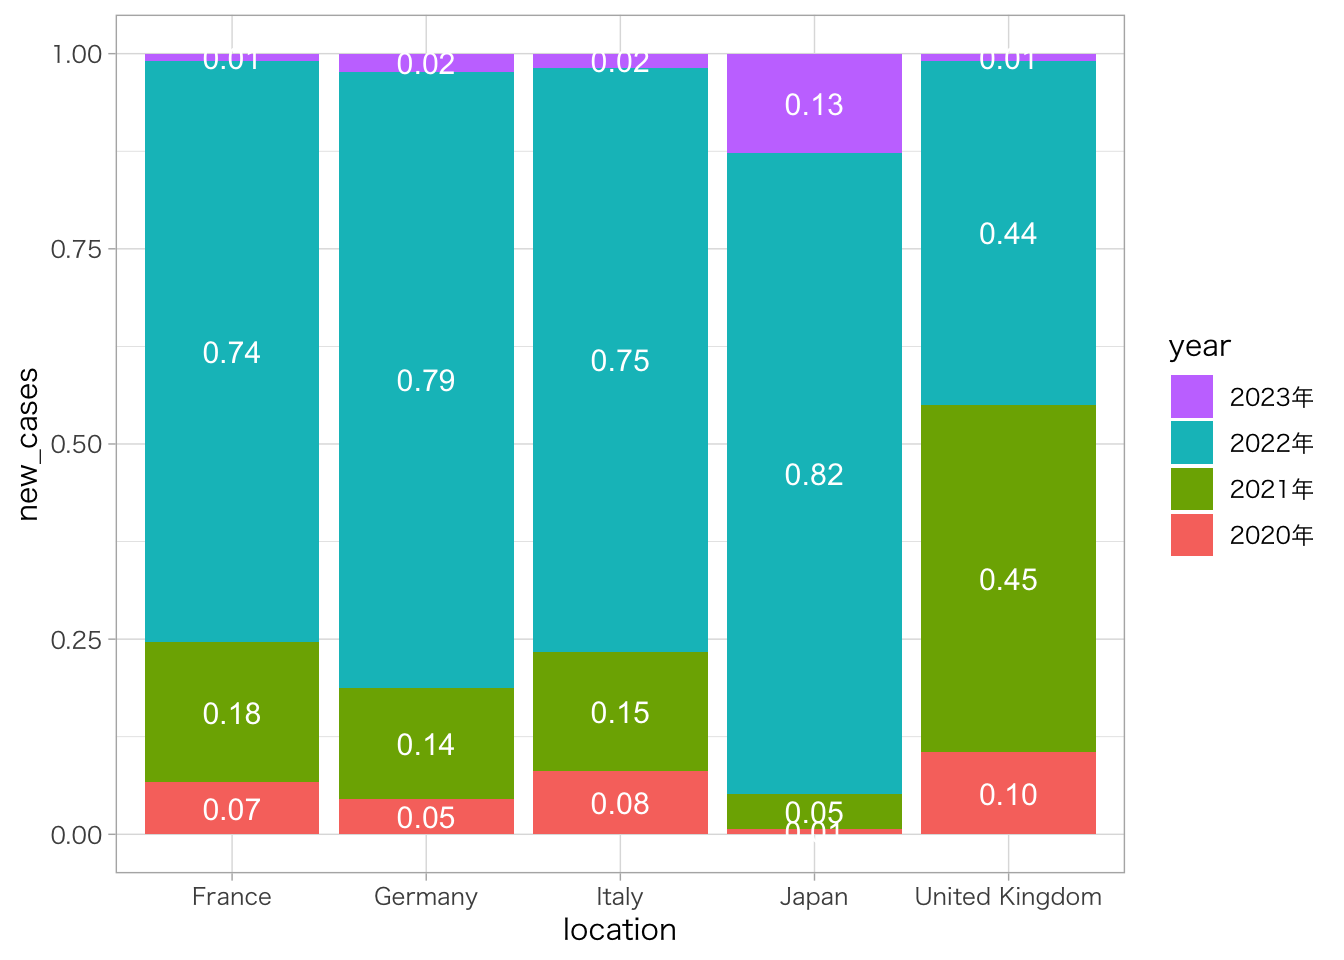 1.00
0.75
0.50
0.25
0.00
new_cases
0.01
0.74
0.18
0.07
0.02
0.79
0.14
0.05
0.02
0.75
0.15
0.08
0.13
0.82
0.05
0.01
0.01
0.44
0.45
0.10
France
Germany
Italy
Japan
United Kingdom
location
year
2023年
2022年
2021年
2020年